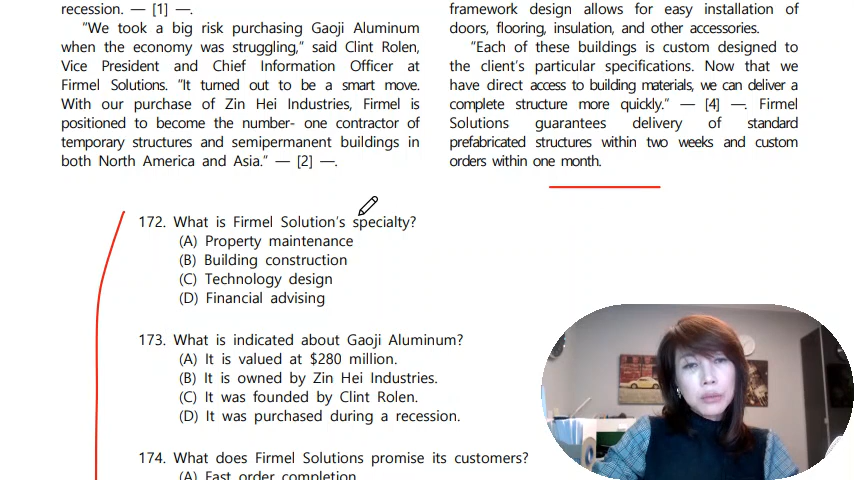 recession. — [1] —.
"We took a big risk purchasing Gaoji Aluminum
when the economy was struggling,” said Clint Rolen,
Vice President and Chief Information Officer at
Firmel Solutions. “It turned out to be a smart move.
With our purchase of Zin Hei Industries, Firmel is
positioned to become the number- one contractor of
temporary structures and semipermanent buildings in
both North America and Asia.” — [2] —.
framework design allows for easy installation of
doors, flooring, insulation, and other accessories.
"Each of these buildings is custom designed to
the client’s particular specifications. Now that we
have direct access to building materials, we can deliver a
complete structure more quickly.” — [4] —. Firmel
Solutions guarantees delivery of standard
prefabricated structures within two weeks and custom
orders within one month.
172. What is Firmel Solution’s specialty?
(A) Property maintenance
(B) Building construction
(C) Technology design
(D) Financial advising
173. What is indicated about Gaoji Aluminum?
(A) It is valued at $280 million.
(B) It is owned by Zin Hei Industries.
(C) It was founded by Clint Rolen.
(D) It was purchased during a recession.
174. What does Firmel Solutions promise its customers?
(A) Fast order completion